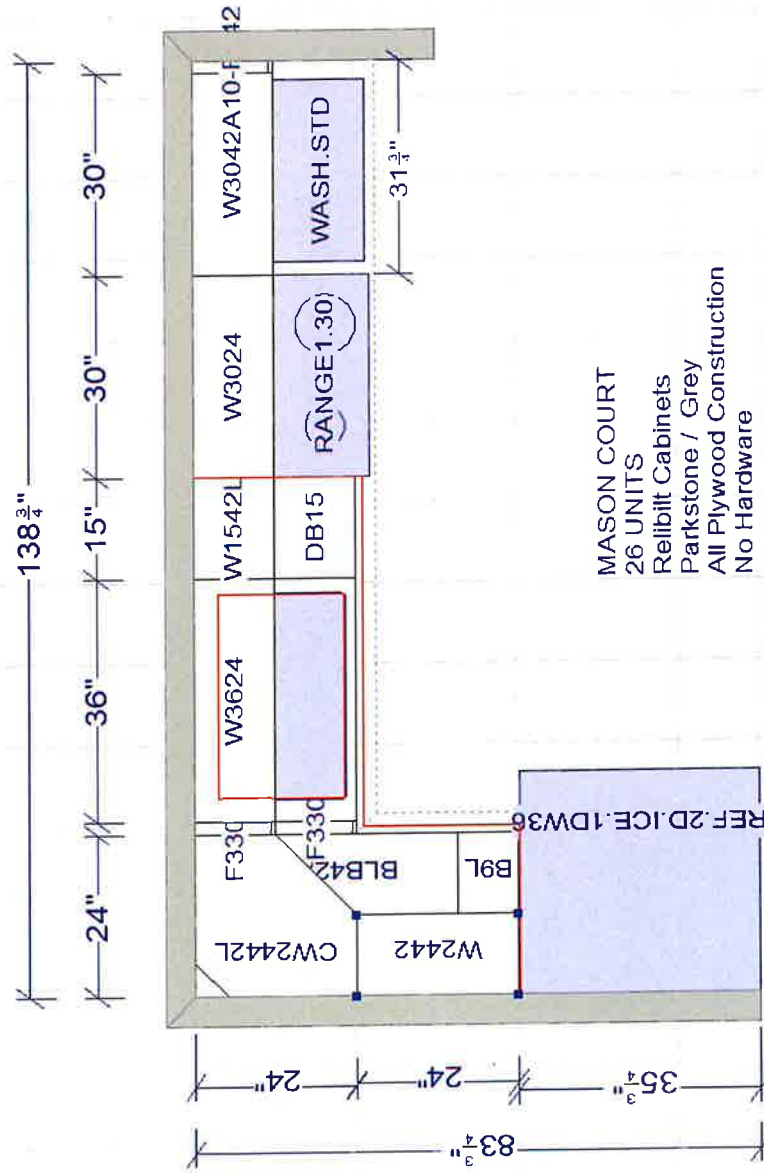 138 3/4"
24"
36"
15"
30"
30"
W3624
W1542L
W3024
W3042A10-F
42
F330
F330
DB15
RANGE1.30
WASH.STD
31 3/4"
CW2442L
BLB42
B9L
W2442
REF.2D.ICE.1DW36
24"
24"
35 3/4"
83 3/4"
MASON COURT
26 UNITS
Relibilt Cabinets
Parkstone / Grey
All Plywood Construction
No Hardware